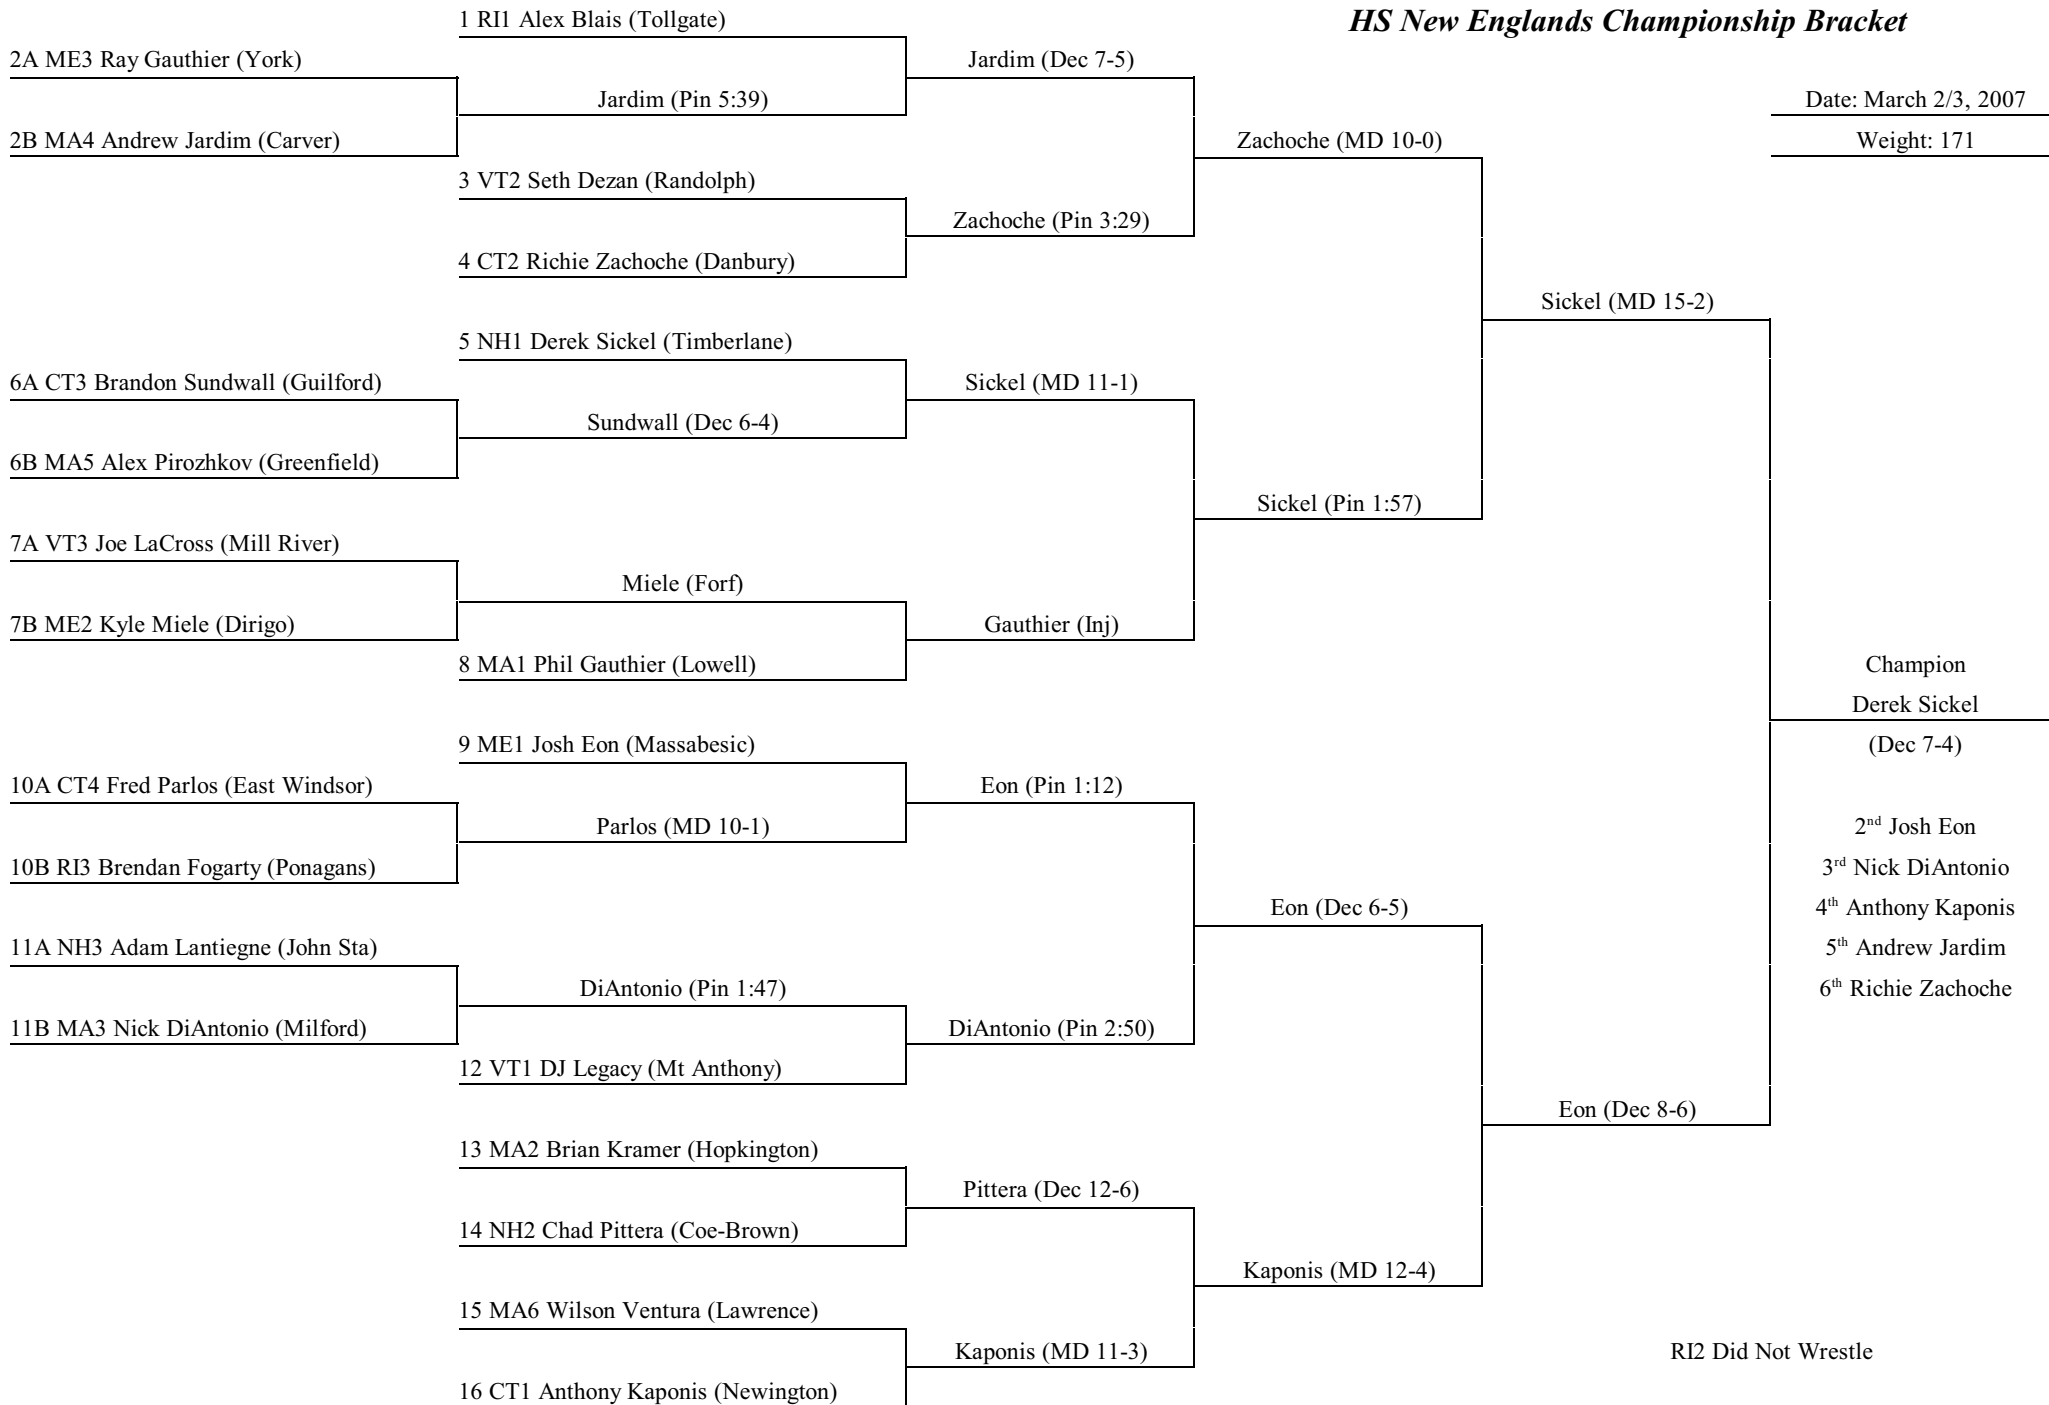 HS New Englands Championship Bracket
Date: March 2/3, 2007
Weight: 171
1 RI1 Alex Blais (Tollgate)
2A ME3 Ray Gauthier (York)
Jardim (Dec 7-5)
Jardim (Pin 5:39)
2B MA4 Andrew Jardim (Carver)
Zachoche (MD 10-0)
3 VT2 Seth Dezan (Randolph)
Zachoche (Pin 3:29)
4 CT2 Richie Zachoche (Danbury)
Sickel (MD 15-2)
5 NH1 Derek Sickel (Timberlane)
6A CT3 Brandon Sundwall (Guilford)
Sickel (MD 11-1)
Sundwall (Dec 6-4)
6B MA5 Alex Pirozhkov (Greenfield)
Sickel (Pin 1:57)
7A VT3 Joe LaCross (Mill River)
Miele (Forf)
7B ME2 Kyle Miele (Dirigo)
Gauthier (Inj)
8 MA1 Phil Gauthier (Lowell)
Champion
Derek Sickel
(Dec 7-4)
9 ME1 Josh Eon (Massabesic)
10A CT4 Fred Parlos (East Windsor)
Eon (Pin 1:12)
Parlos (MD 10-1)
2nd Josh Eon
10B RI3 Brendan Fogarty (Ponagans)
3rd Nick DiAntonio
Eon (Dec 6-5)
4th Anthony Kaponis
11A NH3 Adam Lantiegne (John Sta)
5th Andrew Jardim
DiAntonio (Pin 1:47)
6th Richie Zachoche
11B MA3 Nick DiAntonio (Milford)
DiAntonio (Pin 2:50)
12 VT1 DJ Legacy (Mt Anthony)
Eon (Dec 8-6)
13 MA2 Brian Kramer (Hopkington)
Pittera (Dec 12-6)
14 NH2 Chad Pittera (Coe-Brown)
Kaponis (MD 12-4)
15 MA6 Wilson Ventura (Lawrence)
Kaponis (MD 11-3)
RI2 Did Not Wrestle
16 CT1 Anthony Kaponis (Newington)